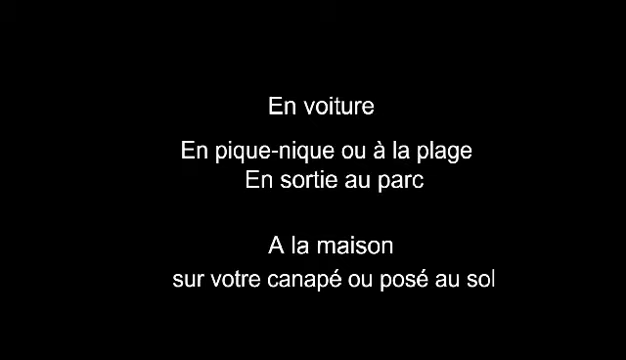 En voiture
En pique-nique ou à la plage
En sortie au parc
A la maison
sur votre canapé ou posé au sol